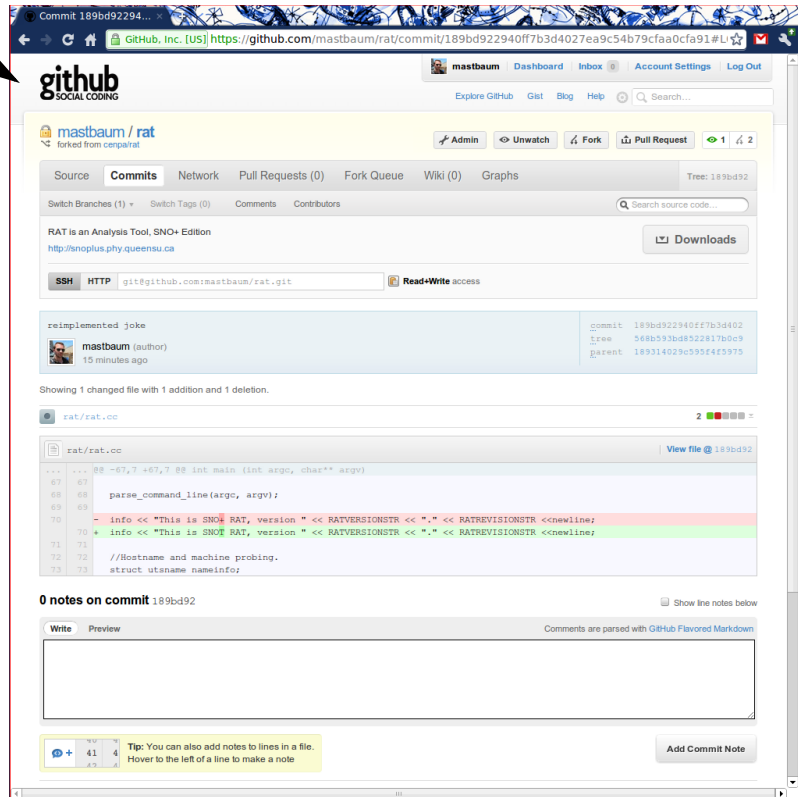 Commit 189bd92294... ×
GitHub, Inc. [US] https://github.com/mastbaum/rat/commit/189bd922940ff7b3d4027ea9c54b79cfaa0cfa91#L
github
SOCIAL CODING
mastbaum Dashboard Inbox 0 Account Settings Log Out
Explore GitHub Gist Blog Help Search...
mastbaum / rat
forked from cenpa/rat
Admin Unwatch Fork Pull Request 1 2
Source Commits Network Pull Requests (0) Fork Queue Wiki (0) Graphs Tree: 189bd92
Switch Branches (1) Switch Tags (0) Comments Contributors Search source code...
RAT is an Analysis Tool, SNO+ Edition
http://snoplus.phy.queensu.ca
Downloads
SSH HTTP git@github.com:mastbaum/rat.git Read+Write access
reimplemented joke
mastbaum (author)
15 minutes ago
commit 189bd922940ff7b3d402
tree 568b593bd8522817b0c9
parent 189314029c595f4f5975
Showing 1 changed file with 1 addition and 1 deletion.
rat/rat.cc 2
rat/rat.cc View file @ 189bd92
... ... @@ -67,7 +67,7 @@ int main (int argc, char** argv)
67 67
68 68 parse_command_line(argc, argv);
69 69
70 - info << "This is SNO+ RAT, version " << RATVERSIONSTR << "." << RATREVISIONSTR <<newline;
70 + info << "This is SNOT RAT, version " << RATVERSIONSTR << "." << RATREVISIONSTR <<newline;
71 71
72 72 //Hostname and machine probing.
73 73 struct utsname nameinfo;
0 notes on commit 189bd92
Show line notes below
Write Preview Comments are parsed with GitHub Flavored Markdown
40 4
41 4
42 4
Tip: You can also add notes to lines in a file.
Hover to the left of a line to make a note
Add Commit Note